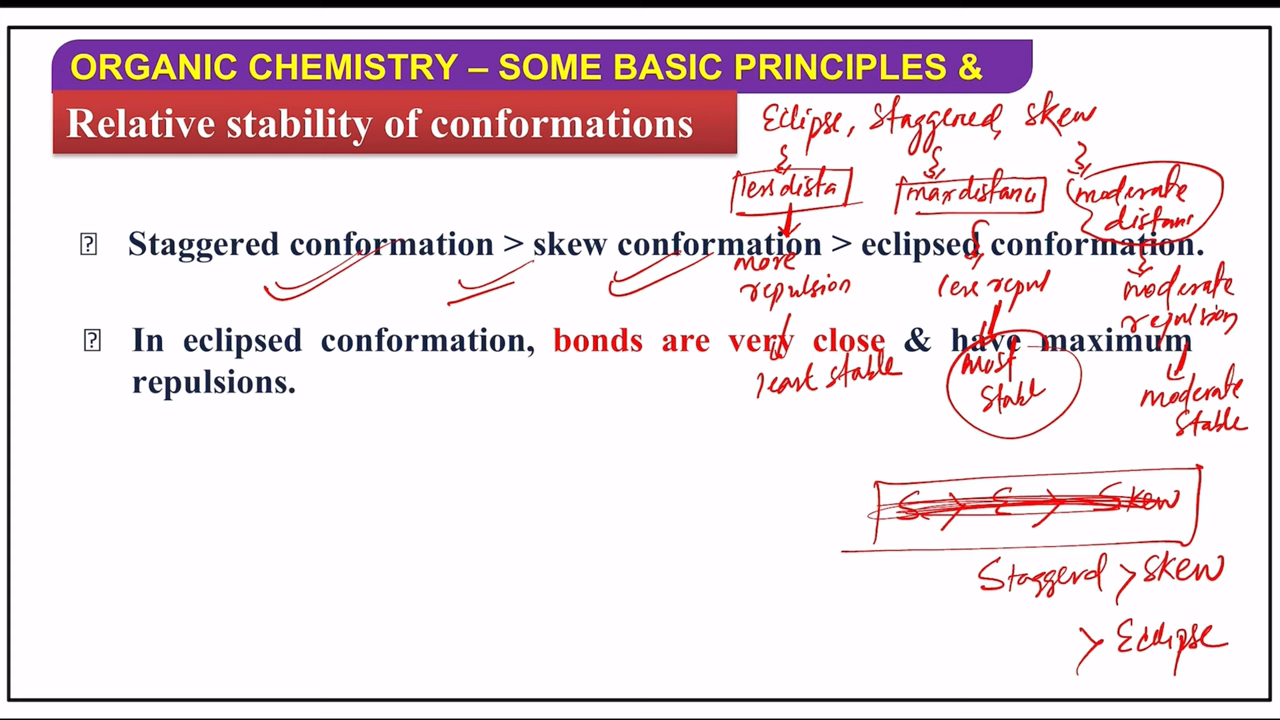 ORGANIC CHEMISTRY – SOME BASIC PRINCIPLES &
Relative stability of conformations
Eclipse, Staggered, Skew
less dista
max distance
moderate
distanc
Staggered conformation > skew conformation > eclipsed conformation.
more
repulsion
less repul
moderate
repulsion
In eclipsed conformation, bonds are very close & have maximum
repulsions.
least stable
most
stabl
moderate
stable
S > E > Skew
Staggerd > Skew
> Eclipse